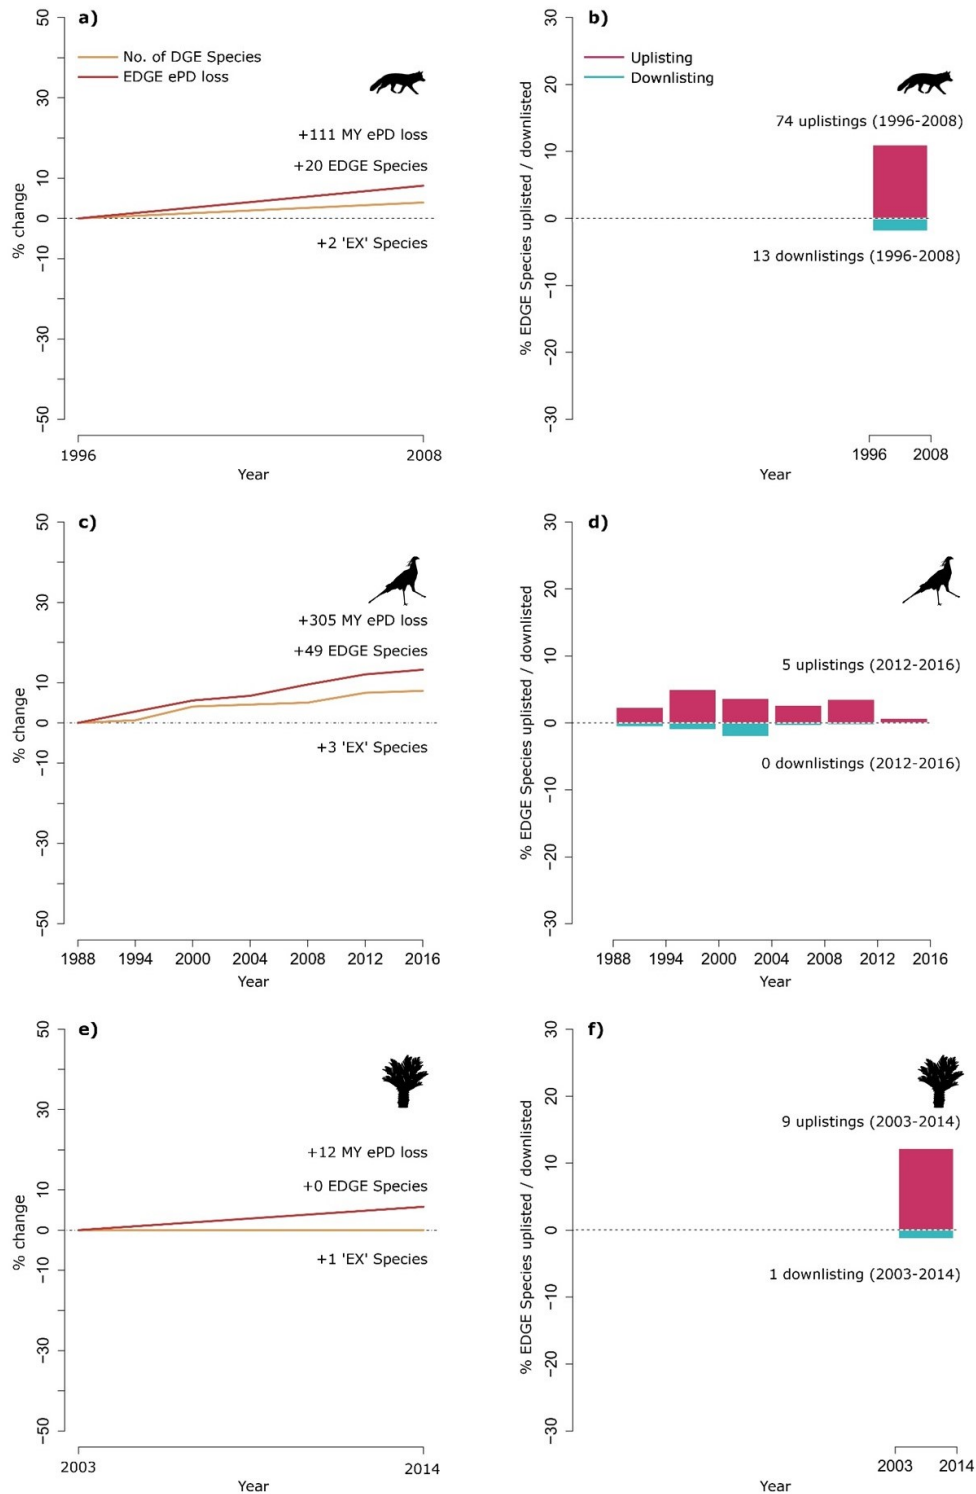 a)
No. of DGE Species
EDGE ePD loss
+111 MY ePD loss
+20 EDGE Species
+2 'EX' Species
% change
50
30
10
0
−10
−30
−50
1996
2008
Year
b)
Uplisting
Downlisting
74 uplistings (1996-2008)
13 downlistings (1996-2008)
% EDGE Species uplisted / downlisted
30
20
10
0
−10
−20
−30
1996
2008
Year
c)
+305 MY ePD loss
+49 EDGE Species
+3 'EX' Species
% change
50
30
10
0
−10
−30
−50
1988
1994
2000
2004
2008
2012
2016
Year
d)
5 uplistings (2012-2016)
0 downlistings (2012-2016)
% EDGE Species uplisted / downlisted
30
20
10
0
−10
−20
−30
1988
1994
2000
2004
2008
2012
2016
Year
e)
+12 MY ePD loss
+0 EDGE Species
+1 'EX' Species
% change
50
30
10
0
−10
−30
−50
2003
2014
Year
f)
9 uplistings (2003-2014)
1 downlisting (2003-2014)
% EDGE Species uplisted / downlisted
30
20
10
0
−10
−20
−30
2003
2014
Year